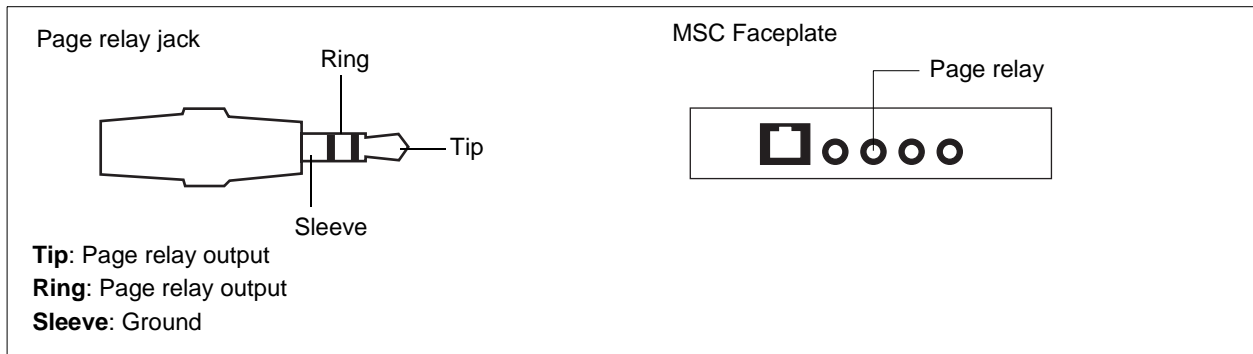 Page relay jack
Ring
Tip
Sleeve
Tip: Page relay output
Ring: Page relay output
Sleeve: Ground
MSC Faceplate
Page relay